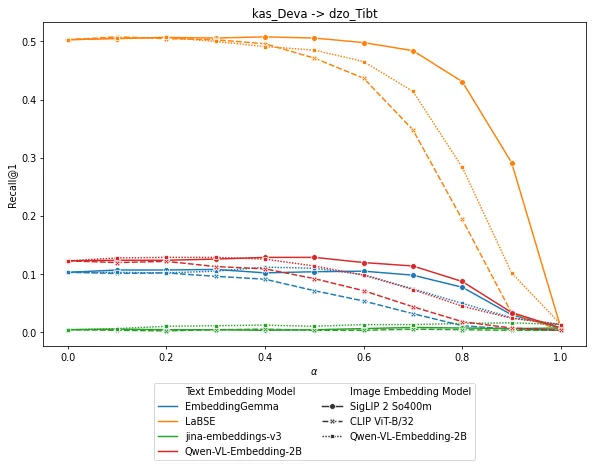 kas_Deva -> dzo_Tibt
Recall@1
0.5
0.4
0.3
0.2
0.1
0.0
0.0 0.2 0.4 0.6 0.8 1.0
α
Text Embedding Model
EmbeddingGemma
LaBSE
jina-embeddings-v3
Qwen-VL-Embedding-2B
Image Embedding Model
SigLIP 2 So400m
CLIP ViT-B/32
Qwen-VL-Embedding-2B